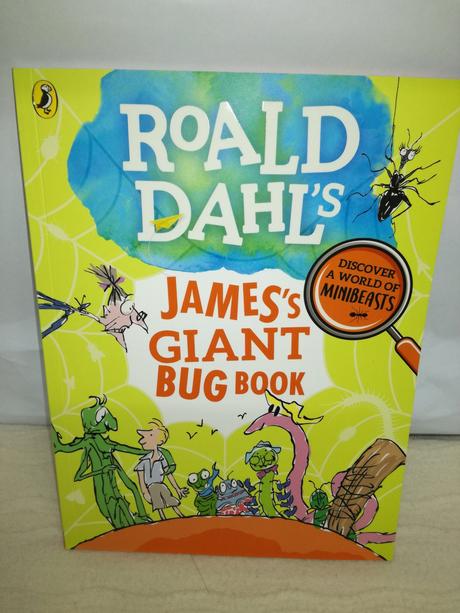 ROALD
DAHL'S
DISCOVER
A WORLD OF
MINIBEASTS
JAMES'S
GIANT
BUG BOOK